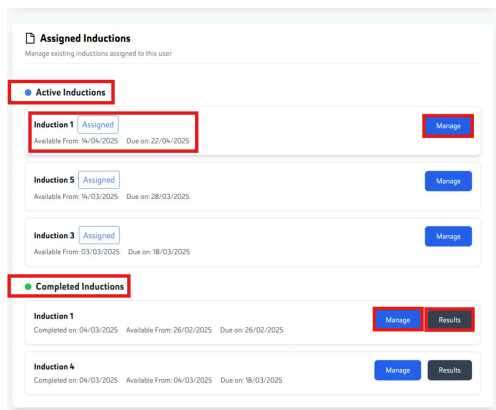 Assigned Inductions
Manage existing inductions assigned to this user
Active Inductions
Induction 1 Assigned
Manage
Available From: 14/04/2025 Due on: 22/04/2025
Induction 5 Assigned
Manage
Available From: 14/03/2025 Due on: 28/03/2025
Induction 3 Assigned
Manage
Available From: 03/03/2025 Due on: 18/03/2025
Completed Inductions
Induction 1
Manage Results
Completed on: 04/03/2025 Available From: 26/02/2025 Due on: 26/02/2025
Induction 4
Manage Results
Completed on: 04/03/2025 Available From: 04/03/2025 Due on: 18/03/2025